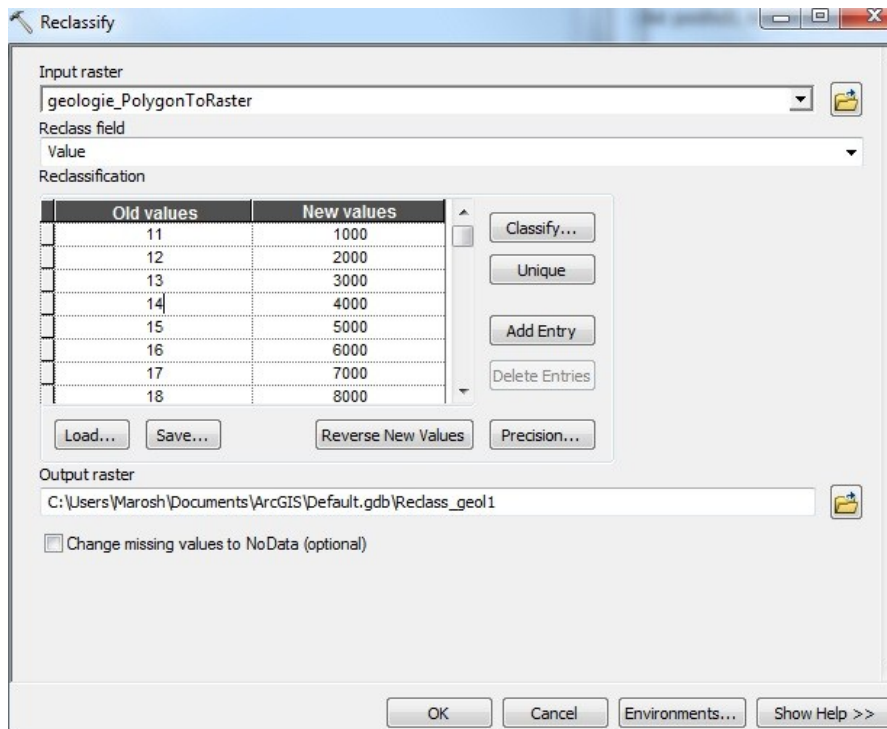 Reclassify
Input raster
geologie_PolygonToRaster
Reclass field
Value
Reclassification
Old values New values
11 1000
12 2000
13 3000
14 4000
15 5000
16 6000
17 7000
18 8000
Classify...
Unique
Add Entry
Delete Entries
Load... Save... Reverse New Values Precision...
Output raster
C:\Users\Marosh\Documents\ArcGIS\Default.gdb\Reclass_geol1
Change missing values to NoData (optional)
OK Cancel Environments... Show Help >>